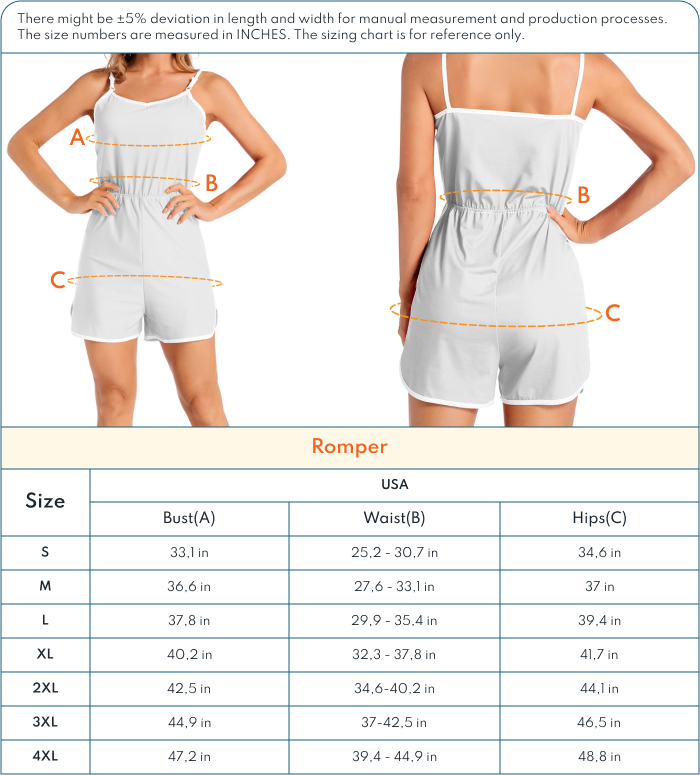 There might be ±5% deviation in length and width for manual measurement and production processes.
The size numbers are measured in INCHES. The sizing chart is for reference only.
A
B
C
B
C
Romper
Size
USA
Bust(A) Waist(B) Hips(C)
S 33,1 in 25,2 - 30,7 in 34,6 in
M 36,6 in 27,6 - 33,1 in 37 in
L 37,8 in 29,9 - 35,4 in 39,4 in
XL 40,2 in 32,3 - 37,8 in 41,7 in
2XL 42,5 in 34,6-40,2 in 44,1 in
3XL 44,9 in 37-42,5 in 46,5 in
4XL 47,2 in 39,4 - 44,9 in 48,8 in